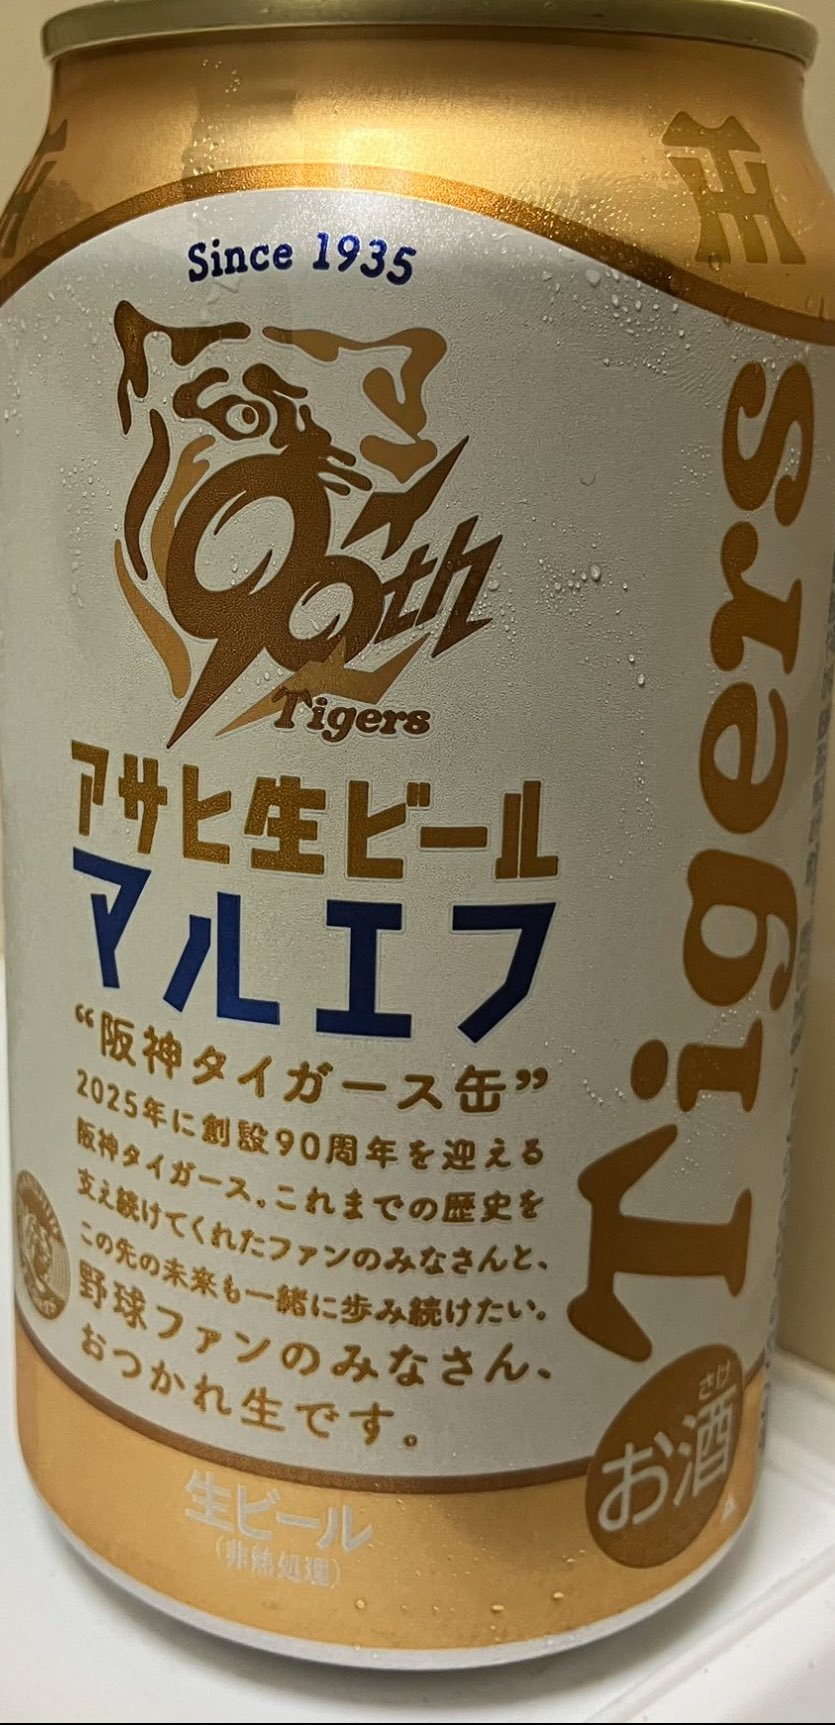 Since 1935
90th
Tigers
アサヒ生ビール
マルエフ
“阪神タイガース缶”
2025年に創設90周年を迎える
阪神タイガース。これまでの歴史を
支え続けてくれたファンのみなさんと、
この先の未来も一緒に歩み続けたい。
野球ファンのみなさん、
おつかれ生です。
生ビール
(非熱処理)
Tigers
さけ
お酒